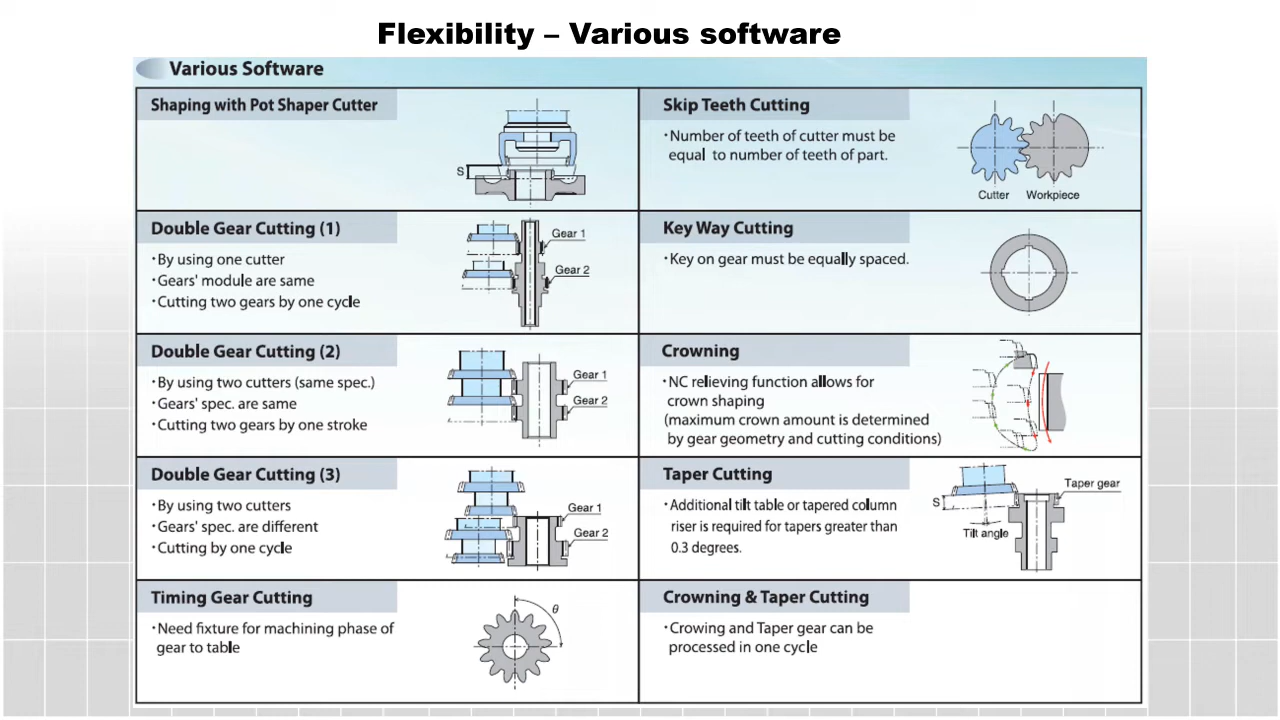 Flexibility – Various software
Various Software
Shaping with Pot Shaper Cutter
S
Double Gear Cutting (1)
·By using one cutter
·Gears' module are same
·Cutting two gears by one cycle
Gear 1
Gear 2
Double Gear Cutting (2)
·By using two cutters (same spec.)
·Gears' spec. are same
·Cutting two gears by one stroke
Gear 1
Gear 2
Double Gear Cutting (3)
·By using two cutters
·Gears' spec. are different
·Cutting by one cycle
Gear 1
Gear 2
Timing Gear Cutting
·Need fixture for machining phase of
gear to table
θ
Skip Teeth Cutting
·Number of teeth of cutter must be
equal to number of teeth of part.
Cutter
Workpiece
Key Way Cutting
·Key on gear must be equally spaced.
Crowning
·NC relieving function allows for
crown shaping
(maximum crown amount is determined
by gear geometry and cutting conditions)
Taper Cutting
·Additional tilt table or tapered column
riser is required for tapers greater than
0.3 degrees.
S
Tilt angle
Taper gear
Crowning & Taper Cutting
·Crowing and Taper gear can be
processed in one cycle